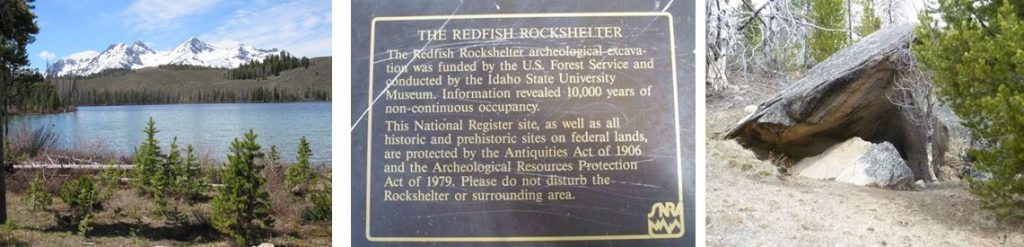 THE REDFISH ROCKSHELTER
The Redfish Rockshelter archeological excava-
tion was funded by the U.S. Forest Service and
conducted by the Idaho State University
Museum. Information revealed 10,000 years of
non-continuous occupancy.
This National Register site, as well as all
historic and prehistoric sites on federal lands,
are protected by the Antiquities Act of 1906
and the Archeological Resources Protection
Act of 1979. Please do not disturb the
Rockshelter or surrounding area.
SNRA